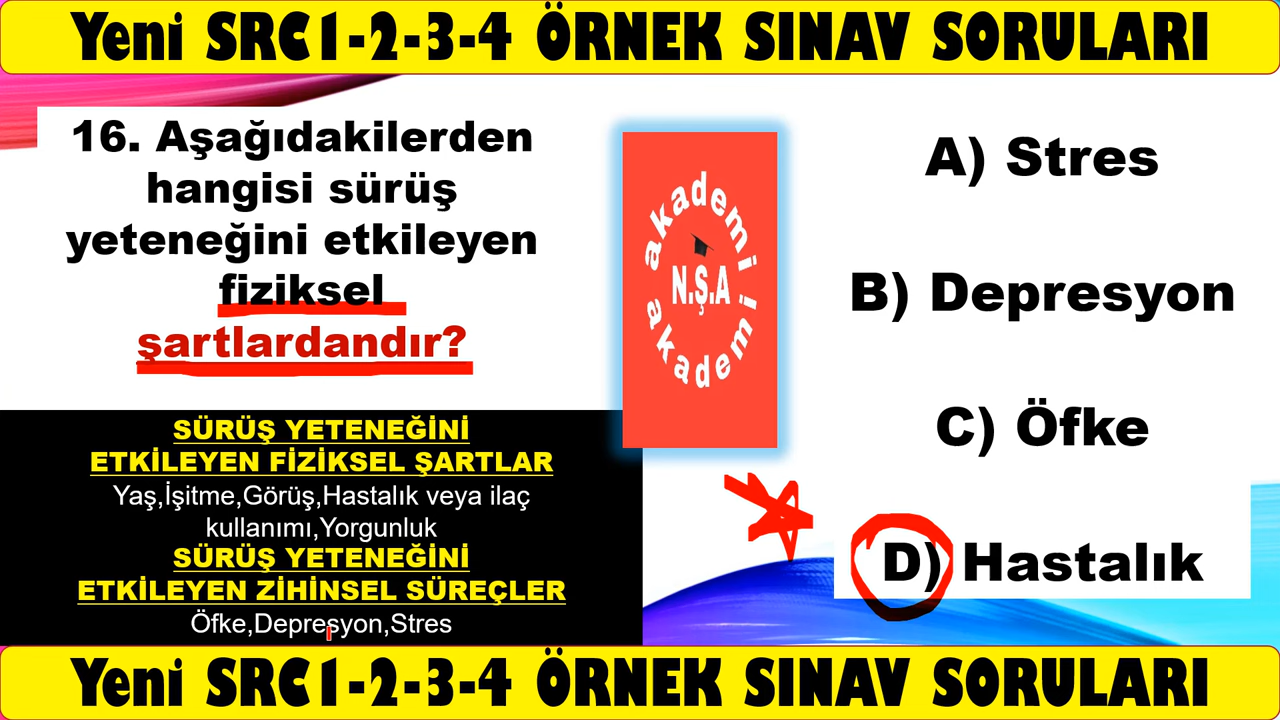 Yeni SRC1-2-3-4 ÖRNEK SINAV SORULARI
16. Aşağıdakilerden
hangisi sürüş
yeteneğini etkileyen
fiziksel
şartlardandır?
akademi
N.Ş.A
akademi
A) Stres
B) Depresyon
C) Öfke
D) Hastalık
SÜRÜŞ YETENEĞİNİ
ETKİLEYEN FİZİKSEL ŞARTLAR
Yaş,İşitme,Görüş,Hastalık veya ilaç
kullanımı,Yorgunluk
SÜRÜŞ YETENEĞİNİ
ETKİLEYEN ZİHİNSEL SÜREÇLER
Öfke,Depresyon,Stres
Yeni SRC1-2-3-4 ÖRNEK SINAV SORULARI